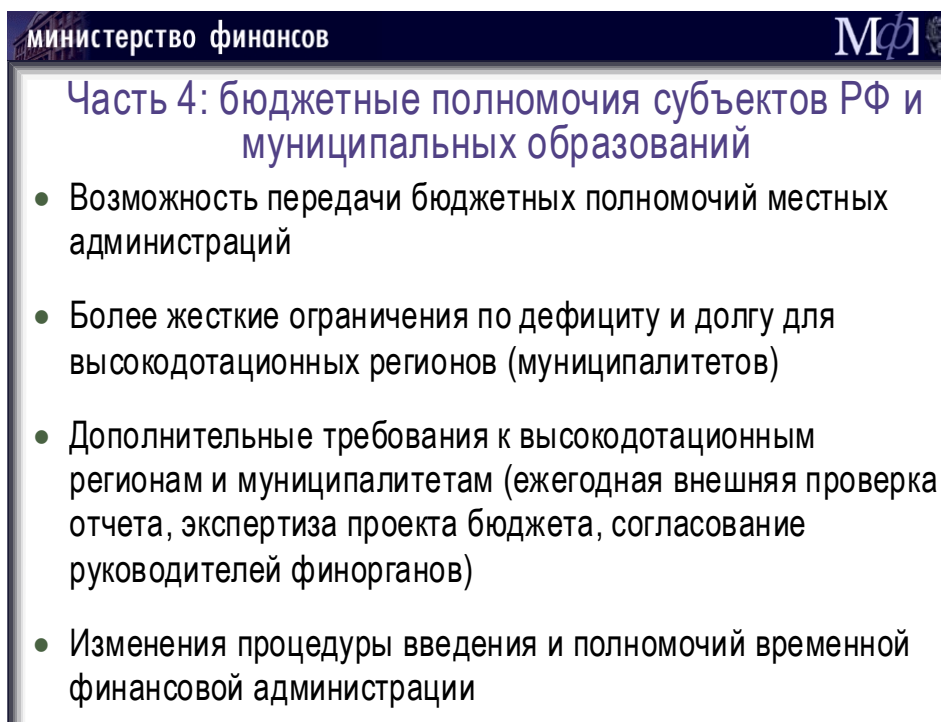 министерство финансов
Мф]
Часть 4: бюджетные полномочия субъектов РФ и
муниципальных образований
• Возможность передачи бюджетных полномочий местных
администраций
• Более жесткие ограничения по дефициту и долгу для
высокодотационных регионов (муниципалитетов)
• Дополнительные требования к высокодотационным
регионам и муниципалитетам (ежегодная внешняя проверка
отчета, экспертиза проекта бюджета, согласование
руководителей финорганов)
• Изменения процедуры введения и полномочий временной
финансовой администрации